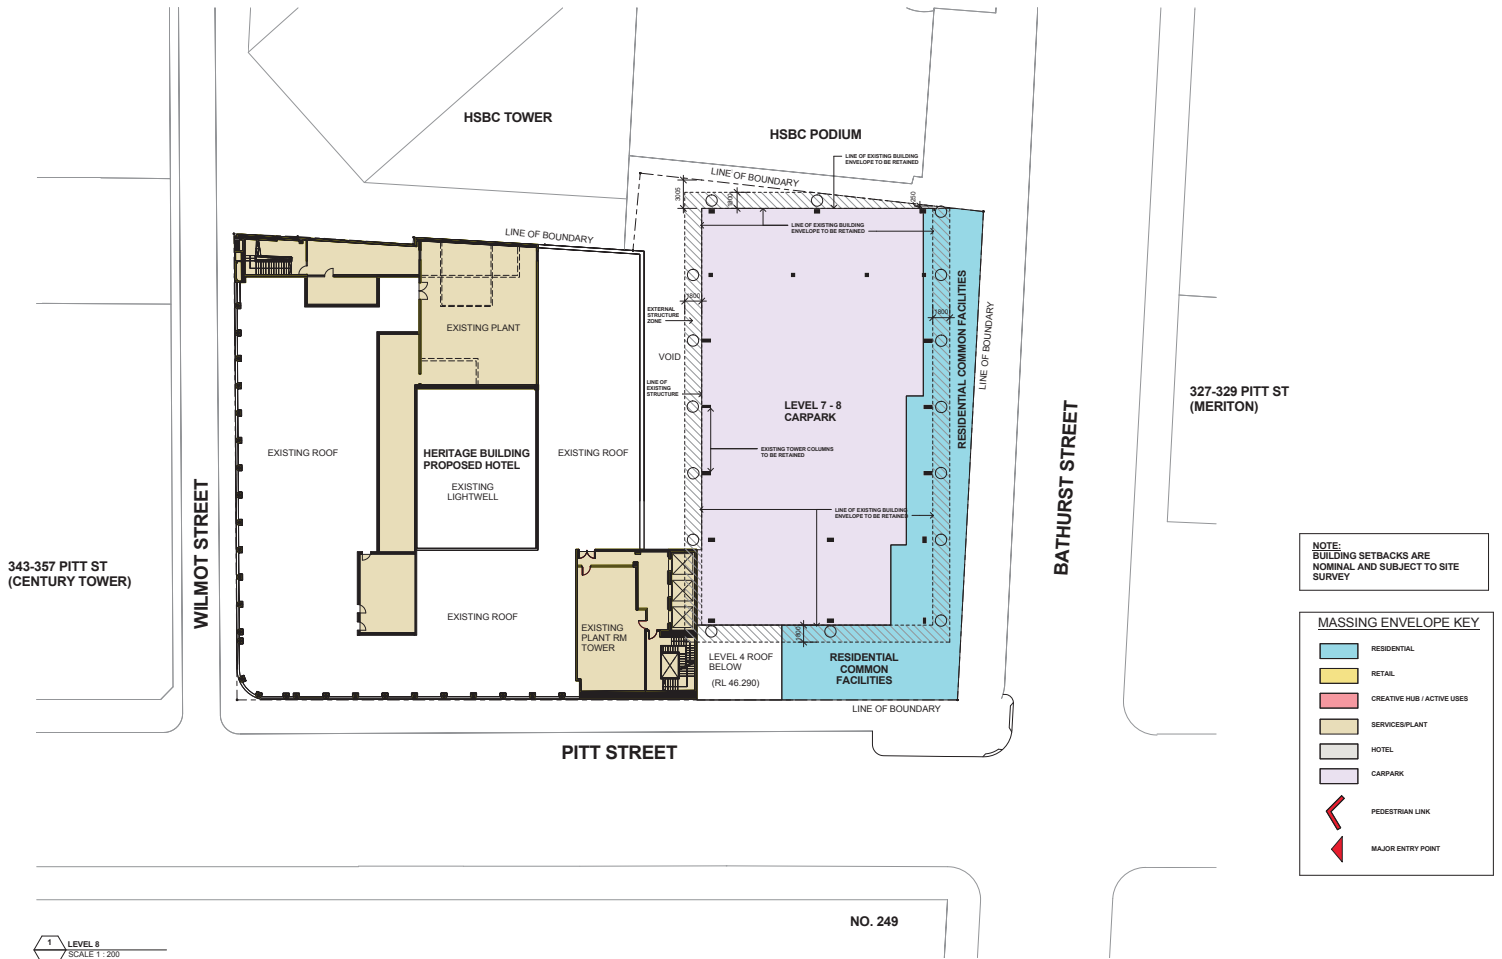 HSBC TOWER
HSBC PODIUM
LINE OF EXISTING BUILDING
ENVELOPE TO BE RETAINED
LINE OF BOUNDARY
3005
1800
LINE OF BOUNDARY
LINE OF EXISTING BUILDING
ENVELOPE TO BE RETAINED
1800
1800
EXTERNAL
STRUCTURE
ZONE
EXISTING PLANT
VOID
LINE OF
EXISTING
STRUCTURE
RESIDENTIAL COMMON FACILITIES
LINE OF BOUNDARY
327-329 PITT ST
(MERITON)
LEVEL 7 - 8
CARPARK
BATHURST STREET
EXISTING ROOF
HERITAGE BUILDING
PROPOSED HOTEL
EXISTING
LIGHTWELL
EXISTING ROOF
EXISTING TOWER COLUMNS
TO BE RETAINED
LINE OF EXISTING BUILDING
ENVELOPE TO BE RETAINED
WILMOT STREET
343-357 PITT ST
(CENTURY TOWER)
EXISTING ROOF
EXISTING
PLANT RM
TOWER
1800
LEVEL 4 ROOF
BELOW
(RL 46.290)
RESIDENTIAL
COMMON
FACILITIES
LINE OF BOUNDARY
PITT STREET
NOTE:
BUILDING SETBACKS ARE
NOMINAL AND SUBJECT TO SITE
SURVEY
MASSING ENVELOPE KEY
RESIDENTIAL
RETAIL
CREATIVE HUB / ACTIVE USES
SERVICES/PLANT
HOTEL
CARPARK
PEDESTRIAN LINK
MAJOR ENTRY POINT
NO. 249
1
LEVEL 8
SCALE 1 : 200